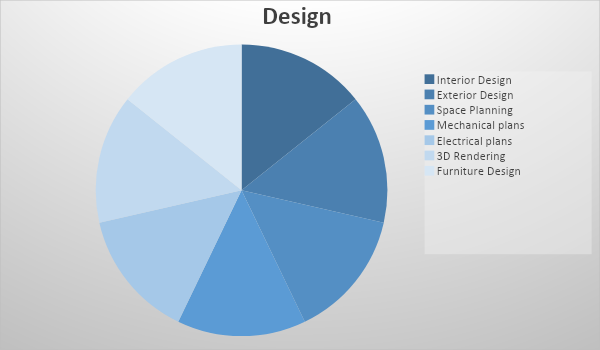 Design
Interior Design
Exterior Design
Space Planning
Mechanical plans
Electrical plans
3D Rendering
Furniture Design